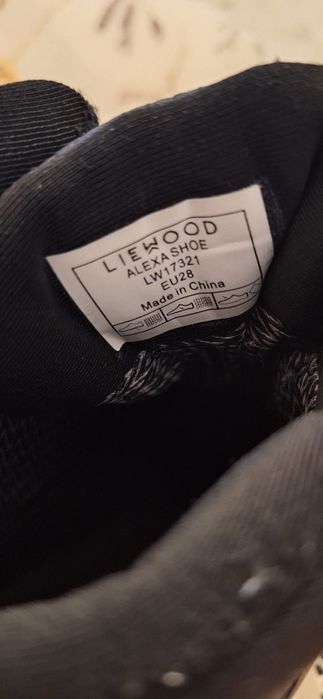 LIEWOOD
ALEXA SHOE
LW17321
EU28
Made in China